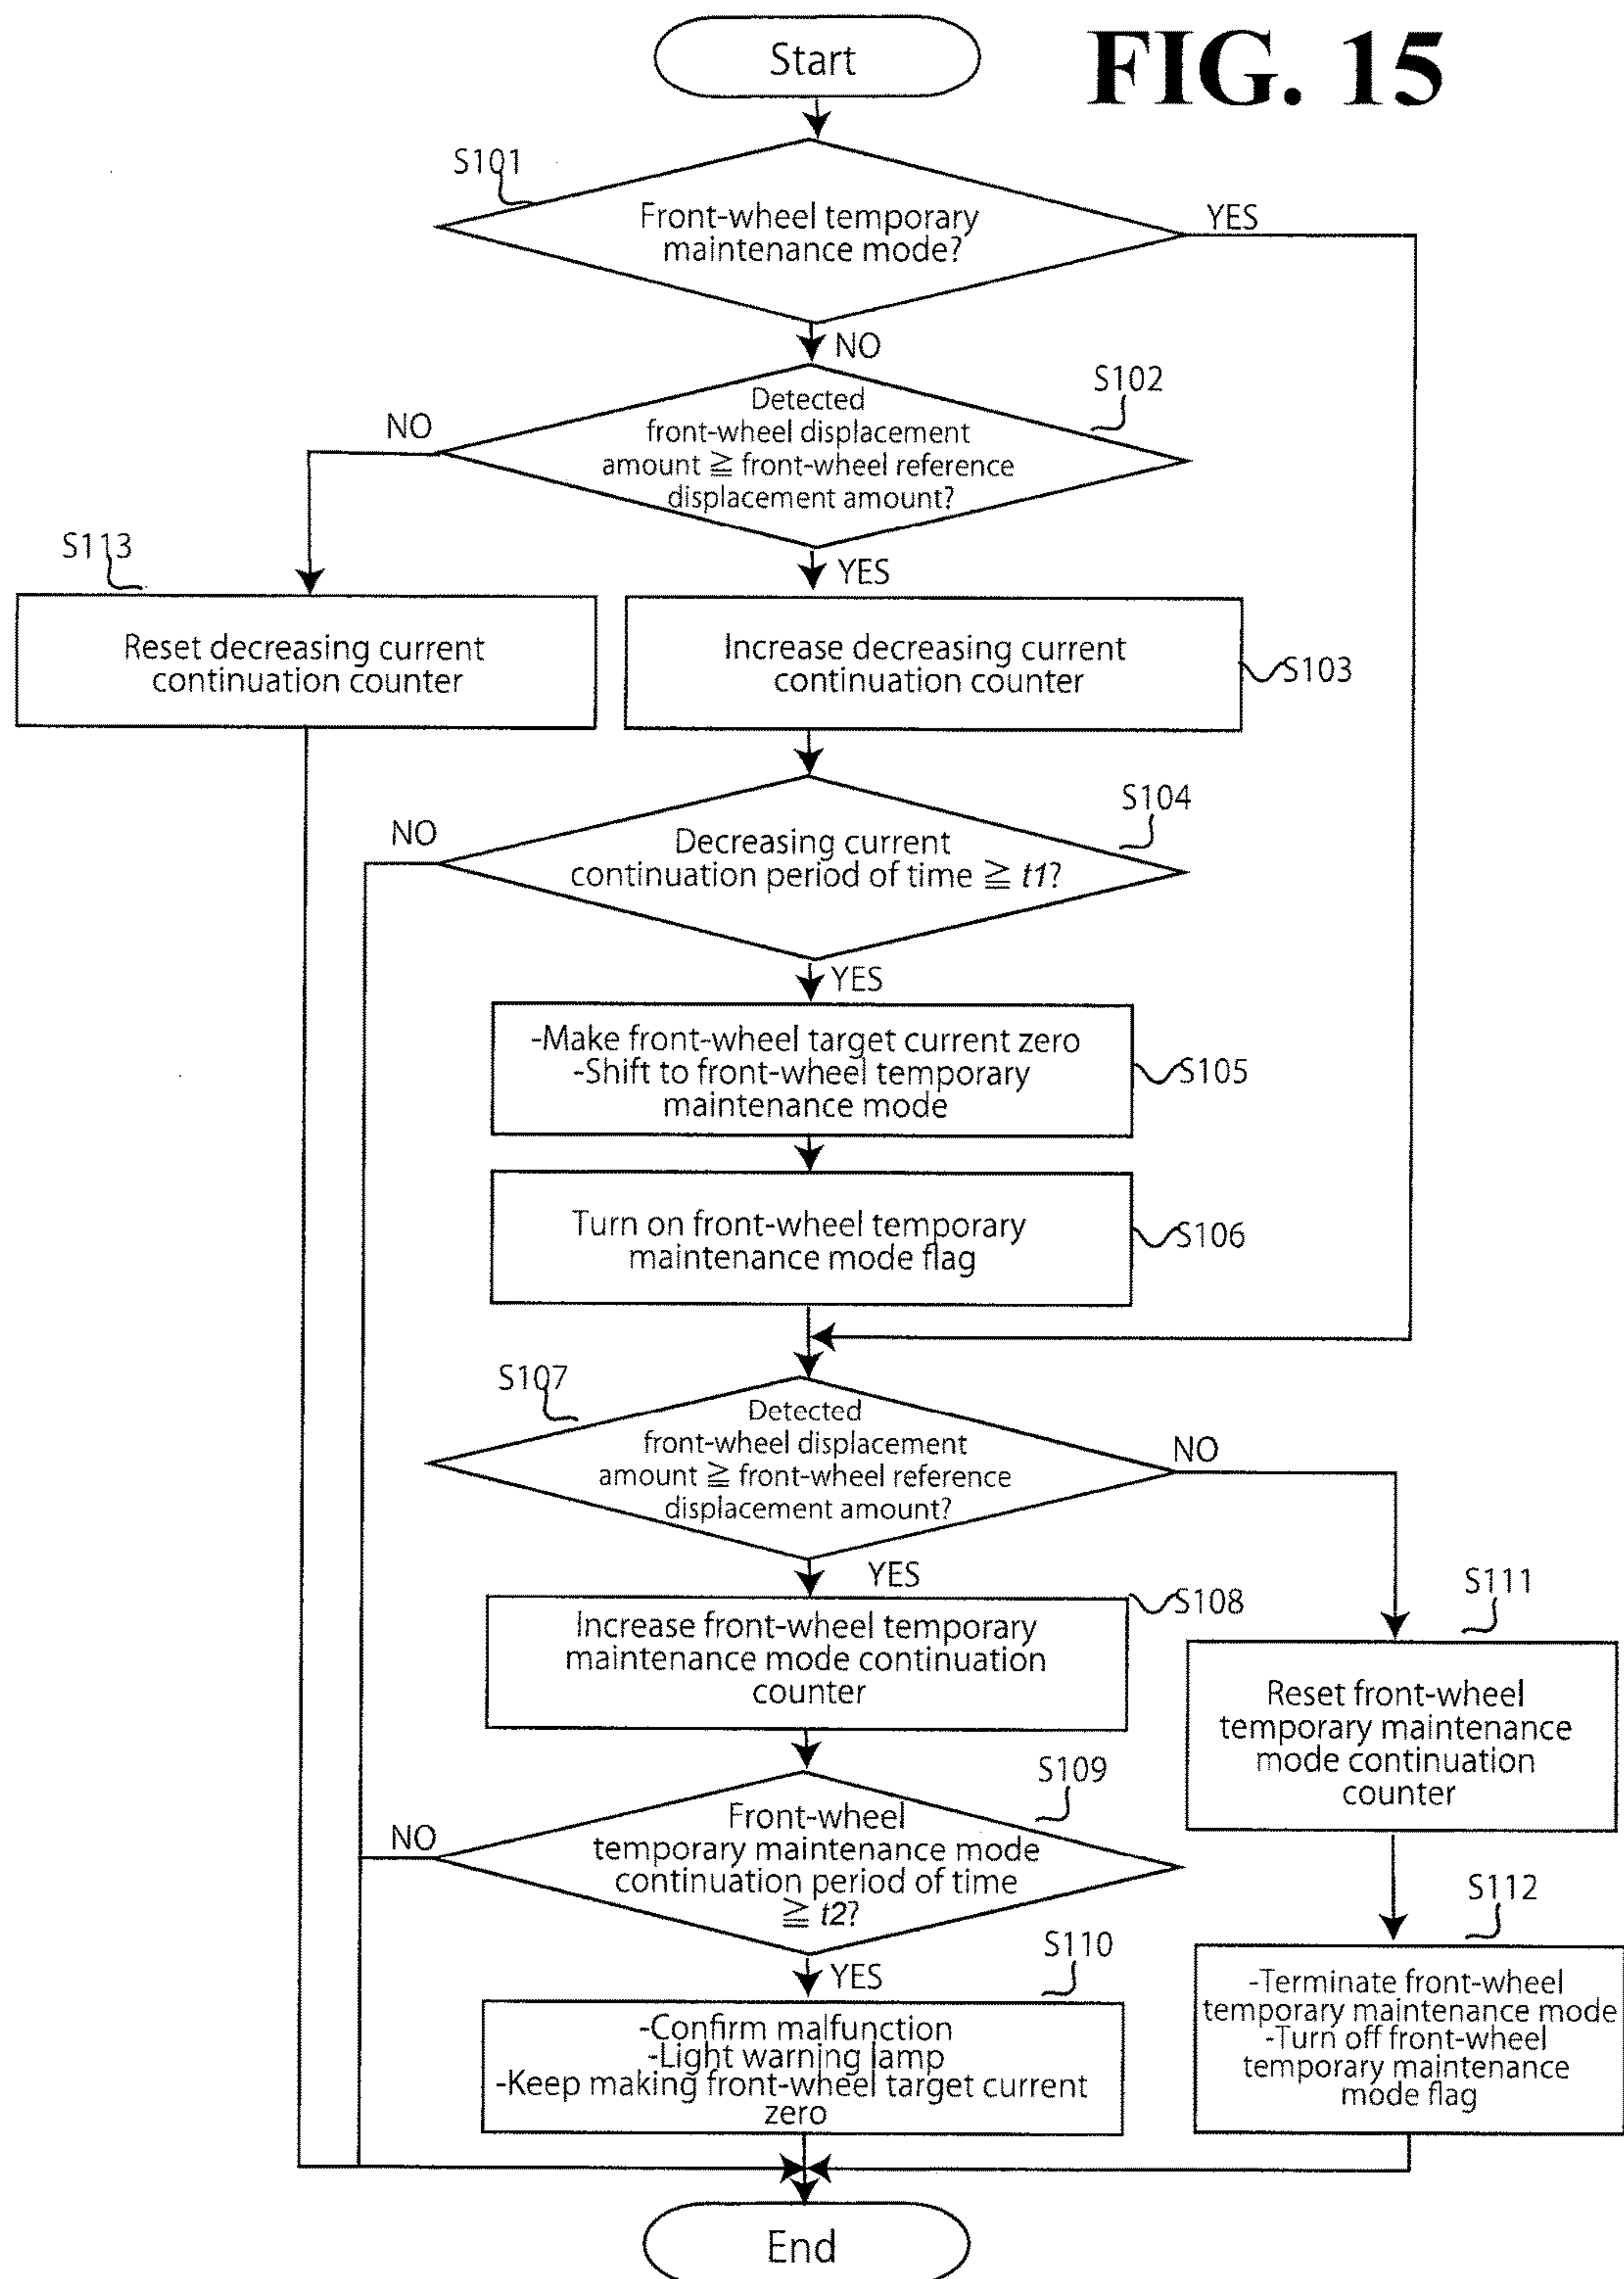 Start
FIG. 15
S101
Front-wheel temporary
maintenance mode?
YES
NO
S102
Detected
front-wheel displacement
amount ≧ front-wheel reference
displacement amount?
NO
YES
S113
Reset decreasing current
continuation counter
Increase decreasing current
continuation counter
S103
S104
Decreasing current
continuation period of time ≧ t1?
NO
YES
-Make front-wheel target current zero
-Shift to front-wheel temporary
maintenance mode
S105
Turn on front-wheel temporary
maintenance mode flag
S106
S107
Detected
front-wheel displacement
amount ≧ front-wheel reference
displacement amount?
NO
YES
S108
Increase front-wheel temporary
maintenance mode continuation
counter
S111
Reset front-wheel
temporary maintenance
mode continuation
counter
S109
Front-wheel
temporary maintenance mode
continuation period of time
≧ t2?
NO
YES
S112
-Terminate front-wheel
temporary maintenance mode
-Turn off front-wheel
temporary maintenance
mode flag
S110
-Confirm malfunction
-Light warning lamp
-Keep making front-wheel target current
zero
End